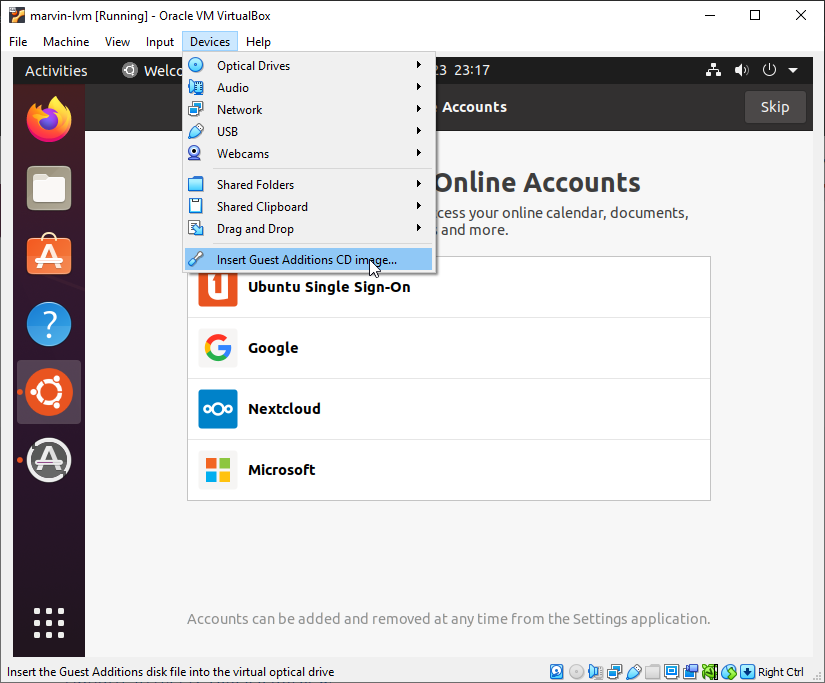 marvin-lvm [Running] - Oracle VM VirtualBox
File Machine View Input Devices Help
Activities Welco 23 23:17
Optical Drives
Audio
Network
USB
Webcams
Shared Folders
Shared Clipboard
Drag and Drop
Insert Guest Additions CD image...
Accounts Skip
Online Accounts
cess your online calendar, documents,
and more.
Ubuntu Single Sign-On
Google
Nextcloud
Microsoft
Accounts can be added and removed at any time from the Settings application.
Insert the Guest Additions disk file into the virtual optical drive Right Ctrl